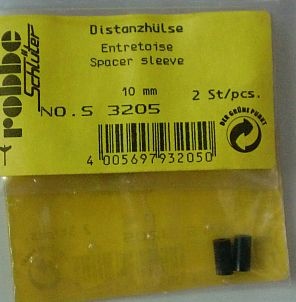 robbe
Schlüter
Distanzhülse
Entretoise
Spacer sleeve
10 mm
2 St/pcs.
NO. S 3205
4 005697 932050
DER GRÜNE PUNKT